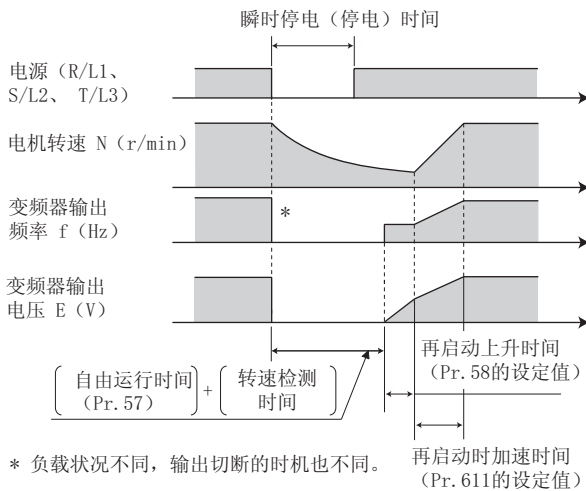 瞬时停电（停电）时间
电源（R/L1、
S/L2、 T/L3）
电机转速 N（r/min）
变频器输出
频率 f（Hz）
*
变频器输出
电压 E（V）
自由运行时间
（Pr.57）
+
转速检测
时间
再启动上升时间
（Pr.58的设定值）
* 负载状况不同，输出切断的时机也不同。
再启动时加速时间
（Pr.611的设定值）